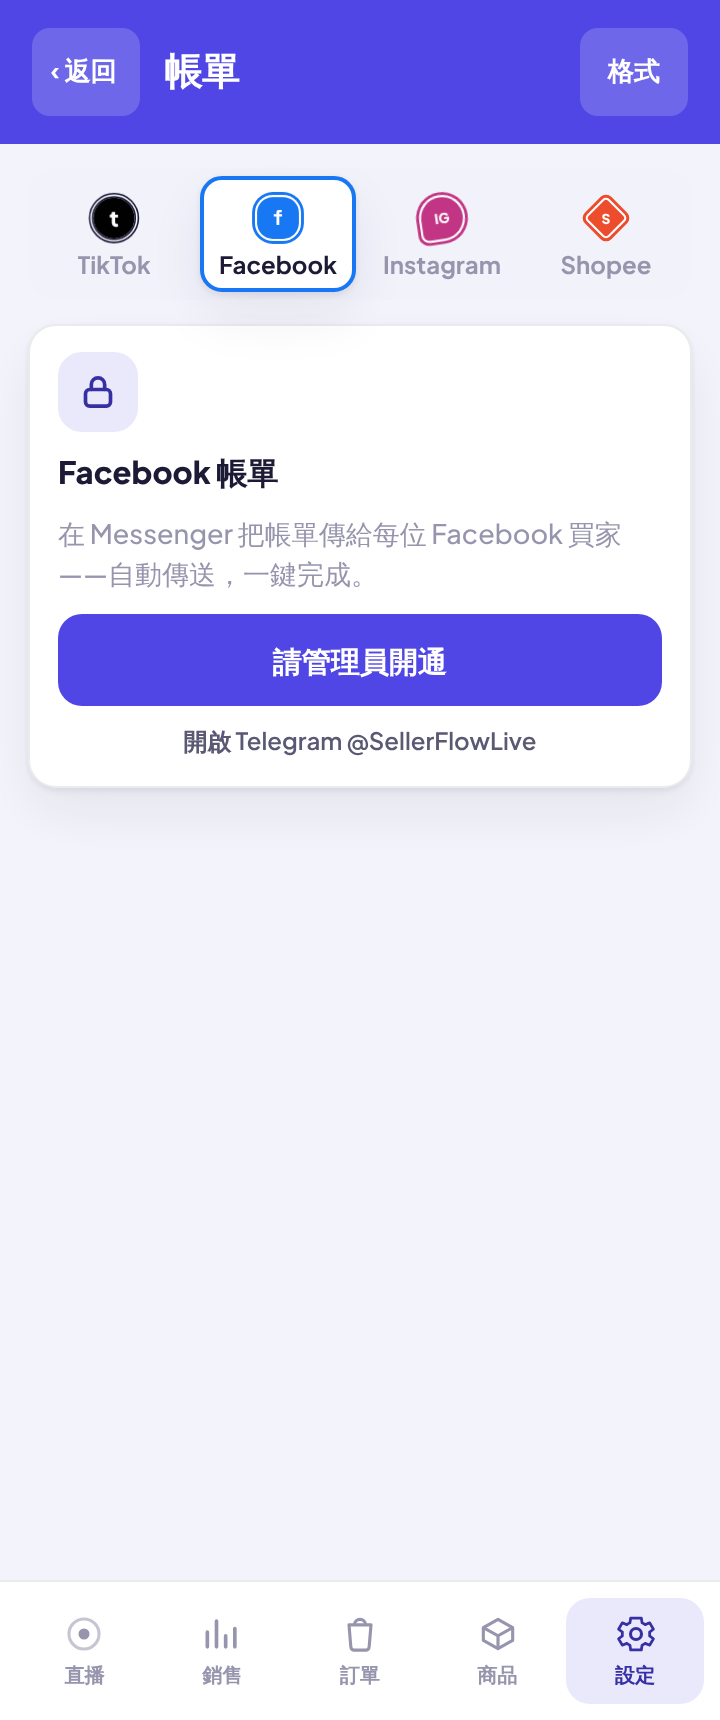 ‹ 返回
帳單
格式
t
f
IG
S
TikTok
Facebook
Instagram
Shopee
Facebook 帳單
在 Messenger 把帳單傳給每位 Facebook 買家
——自動傳送，一鍵完成。
請管理員開通
開啟 Telegram @SellerFlowLive
直播
銷售
訂單
商品
設定